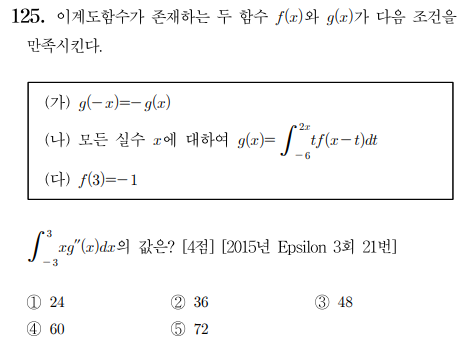 125. 이계도함수가 존재하는 두 함수 f(x)와 g(x)가 다음 조건을
만족시킨다.
(가) g(-x)=-g(x)
(나) 모든 실수 x에 대하여 g(x)=∫_{-6}^{2x} tf(x-t)dt
(다) f(3)=-1
∫_{-3}^{3} xg″(x)dx의 값은? [4점] [2015년 Epsilon 3회 21번]
① 24 ② 36 ③ 48
④ 60 ⑤ 72